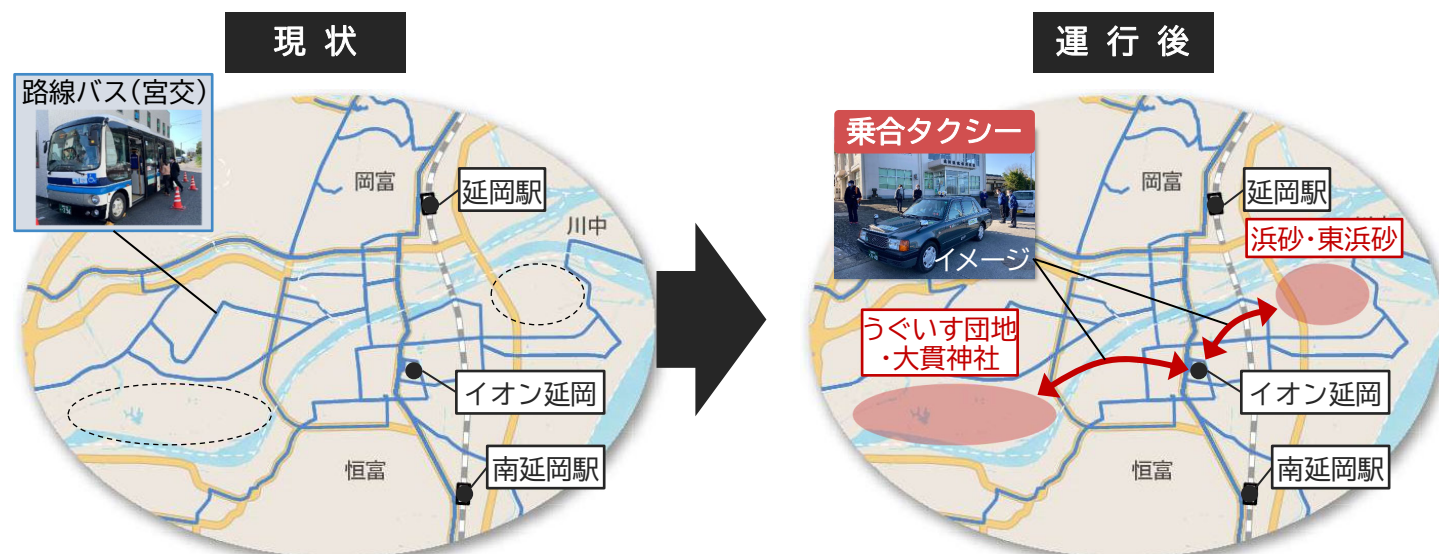 現 状
路線バス(宮交)
岡富
延岡駅
川中
イオン延岡
南延岡駅
恒富
運 行 後
乗合タクシー
イメージ
岡富
延岡駅
浜砂・東浜砂
うぐいす団地
・大貫神社
イオン延岡
南延岡駅
恒富